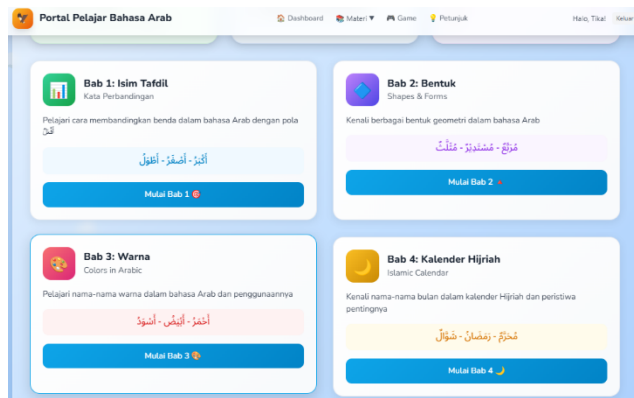 Portal Pelajar Bahasa Arab
Dashboard Materi ▼ Game Petunjuk
Halo, Tika! Keluar
Bab 1: Isim Tafdil
Kata Perbandingan
Pelajari cara membandingkan benda dalam bahasa Arab dengan pola
أَكْبَرُ - أَصْغَرُ - أَطْوَلُ
Mulai Bab 1
Bab 2: Bentuk
Shapes & Forms
Kenali berbagai bentuk geometri dalam bahasa Arab
مُرَبَّعٌ - مُسْتَدِيْرٌ - مُثَلَّثٌ
Mulai Bab 2
Bab 3: Warna
Colors in Arabic
Pelajari nama-nama warna dalam bahasa Arab dan penggunaannya
أَحْمَرُ - أَبْيَضُ - أَسْوَدُ
Mulai Bab 3
Bab 4: Kalender Hijriah
Islamic Calendar
Kenali nama-nama bulan dalam kalender Hijriah dan peristiwa
pentingnya
مُحَرَّمٌ - رَمَضَانُ - شَوَّالٌ
Mulai Bab 4